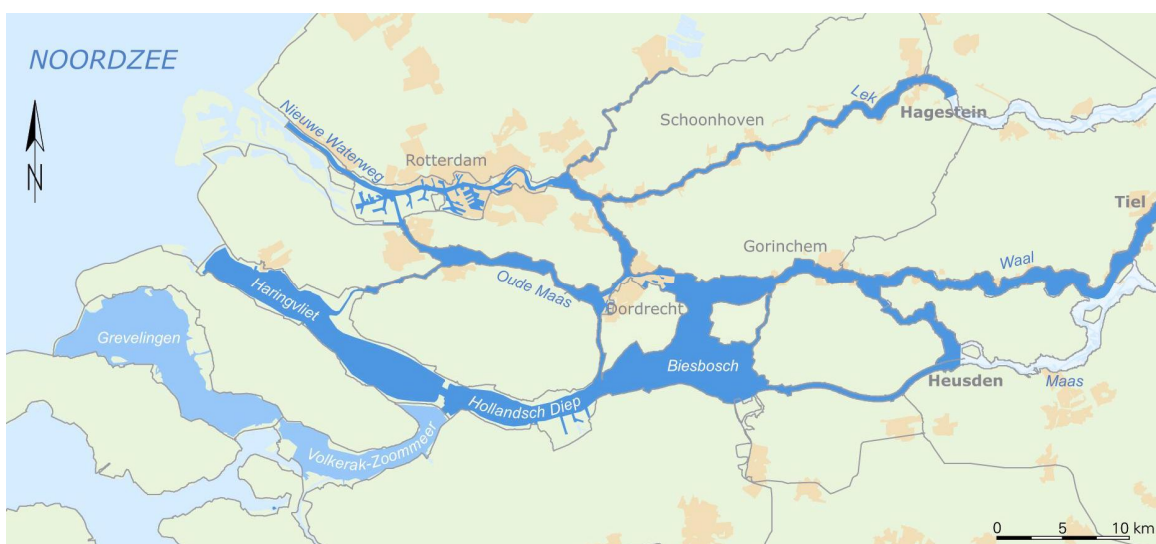 NOORDZEE
N
Nieuwe Waterweg
Rotterdam
Schoonhoven
Lek
Hagestein
Tiel
Gorinchem
Waal
Haringvliet
Oude Maas
Dordrecht
Grevelingen
Biesbosch
Heusden
Maas
Hollandsch Diep
Volkerak-Zoommeer
0 5 10 km